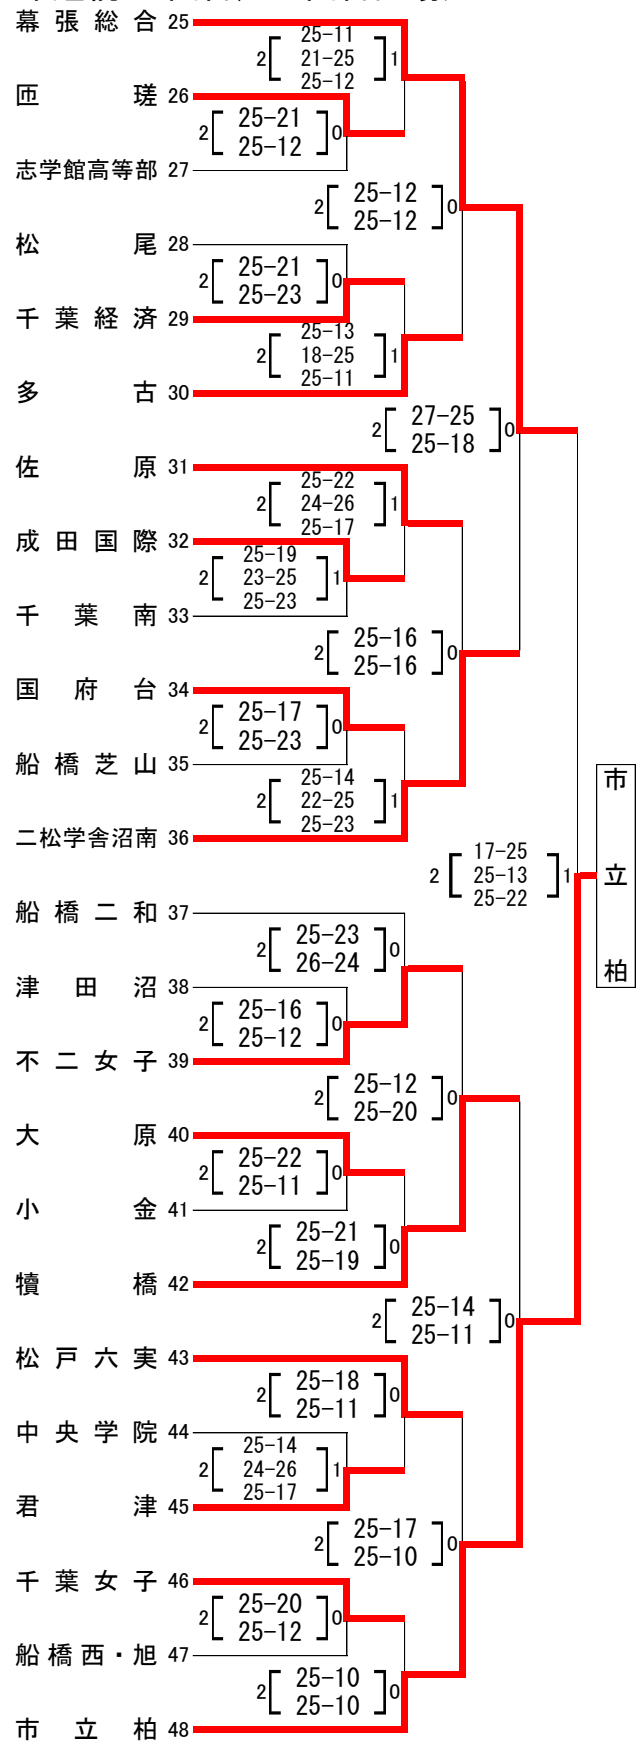 幕張総合 25
25-11
2 21-25 1
25-12
匝瑳 26
25-21
2 0
25-12
志学館高等部 27
25-12
2 0
25-12
松尾 28
25-21
2 0
25-23
千葉経済 29
25-13
2 18-25 1
25-11
多古 30
27-25
2 0
25-18
佐原 31
25-22
2 24-26 1
25-17
成田国際 32
25-19
2 23-25 1
25-23
千葉南 33
25-16
2 0
25-16
国府台 34
25-17
2 0
25-23
船橋芝山 35
25-14
2 22-25 1
25-23
二松学舎沼南 36
市立柏
17-25
2 25-13 1
25-22
船橋二和 37
25-23
2 0
26-24
津田沼 38
25-16
2 0
25-12
不二女子 39
25-12
2 0
25-20
大原 40
25-22
2 0
25-11
小金 41
25-21
2 0
25-19
犢橋 42
25-14
2 0
25-11
松戸六実 43
25-18
2 0
25-11
中央学院 44
25-14
2 24-26 1
25-17
君津 45
25-17
2 0
25-10
千葉女子 46
25-20
2 0
25-12
船橋西・旭 47
25-10
2 0
25-10
市立柏 48